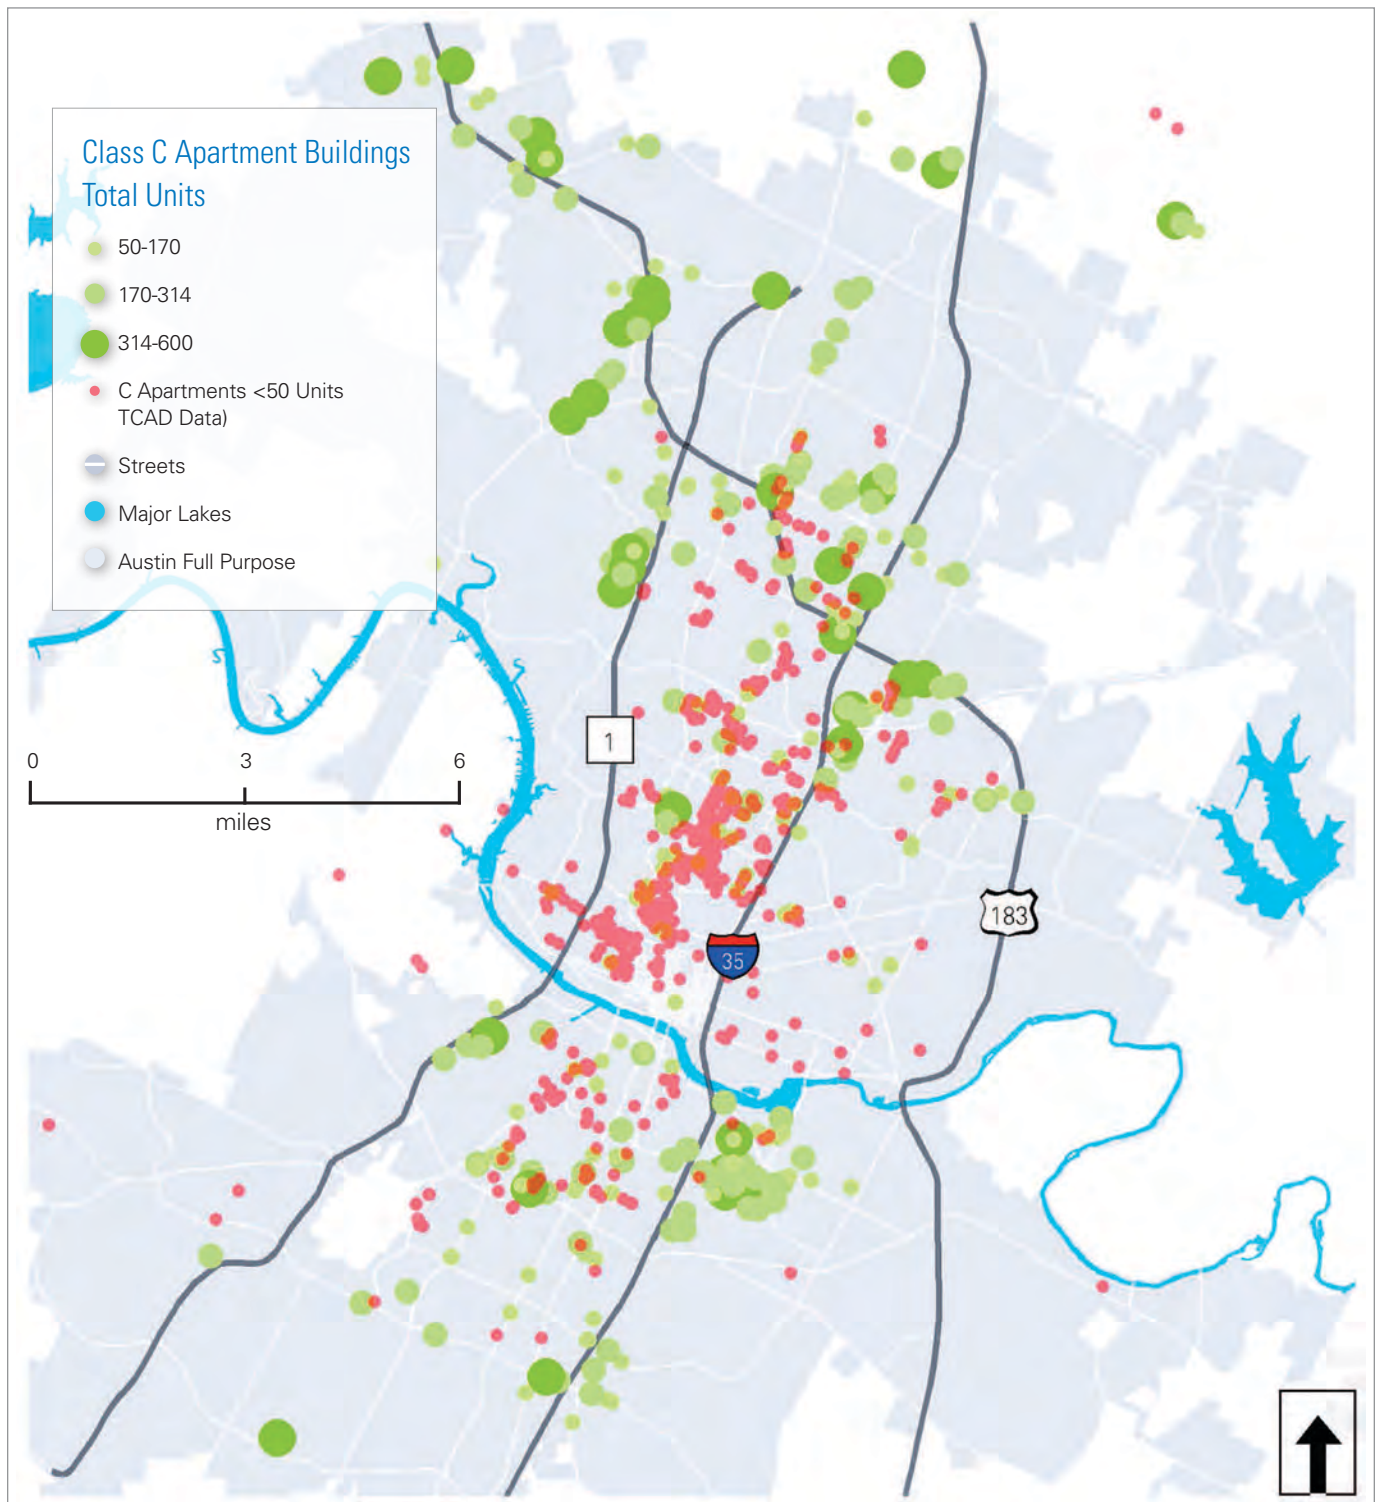 Class C Apartment Buildings
Total Units
50-170
170-314
314-600
C Apartments <50 Units
TCAD Data)
Streets
Major Lakes
Austin Full Purpose
1
0 3 6
miles
183
35